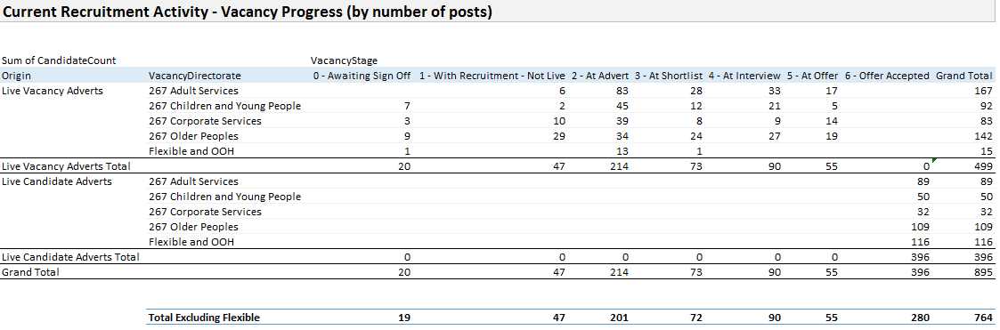 Current Recruitment Activity - Vacancy Progress (by number of posts)
Sum of CandidateCount VacancyStage
Origin VacancyDirectorate 0 - Awaiting Sign Off 1 - With Recruitment - Not Live 2 - At Advert 3 - At Shortlist 4 - At Interview 5 - At Offer 6 - Offer Accepted Grand Total
Live Vacancy Adverts 267 Adult Services 6 83 28 33 17 167
267 Children and Young People 7 2 45 12 21 5 92
267 Corporate Services 3 10 39 8 9 14 83
267 Older Peoples 9 29 34 24 27 19 142
Flexible and OOH 1 13 1 15
Live Vacancy Adverts Total 20 47 214 73 90 55 0 499
Live Candidate Adverts 267 Adult Services 89 89
267 Children and Young People 50 50
267 Corporate Services 32 32
267 Older Peoples 109 109
Flexible and OOH 116 116
Live Candidate Adverts Total 0 0 0 0 0 0 396 396
Grand Total 20 47 214 73 90 55 396 895
Total Excluding Flexible 19 47 201 72 90 55 280 764